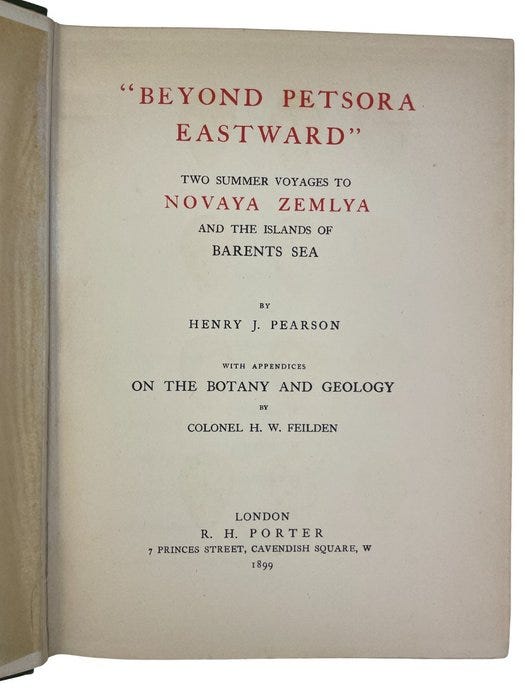 "BEYOND PETSORA
EASTWARD"
TWO SUMMER VOYAGES TO
NOVAYA ZEMLYA
AND THE ISLANDS OF
BARENTS SEA
BY
HENRY J. PEARSON
WITH APPENDICES
ON THE BOTANY AND GEOLOGY
BY
COLONEL H. W. FEILDEN
LONDON
R. H. PORTER
7 PRINCES STREET, CAVENDISH SQUARE, W
1899